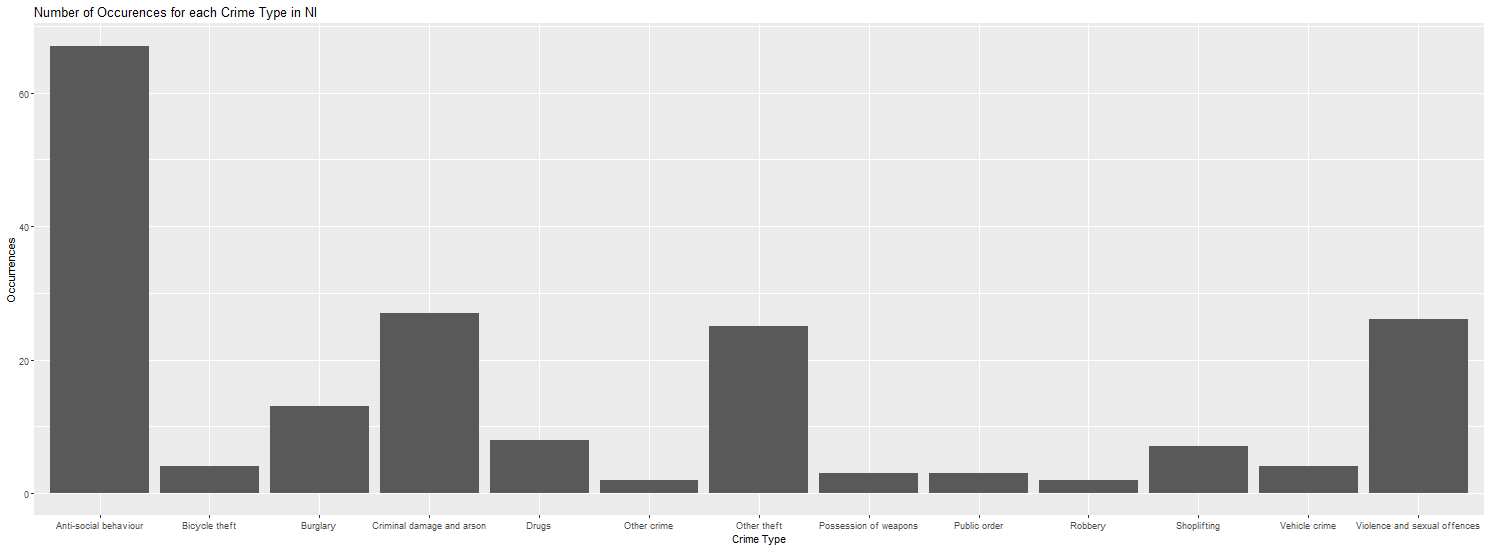 Number of Occurences for each Crime Type in NI
60
40
20
0
Occurrences
Anti-social behaviour Bicycle theft Burglary Criminal damage and arson Drugs Other crime Other theft Possession of weapons Public order Robbery Shoplifting Vehicle crime Violence and sexual offences
Crime Type